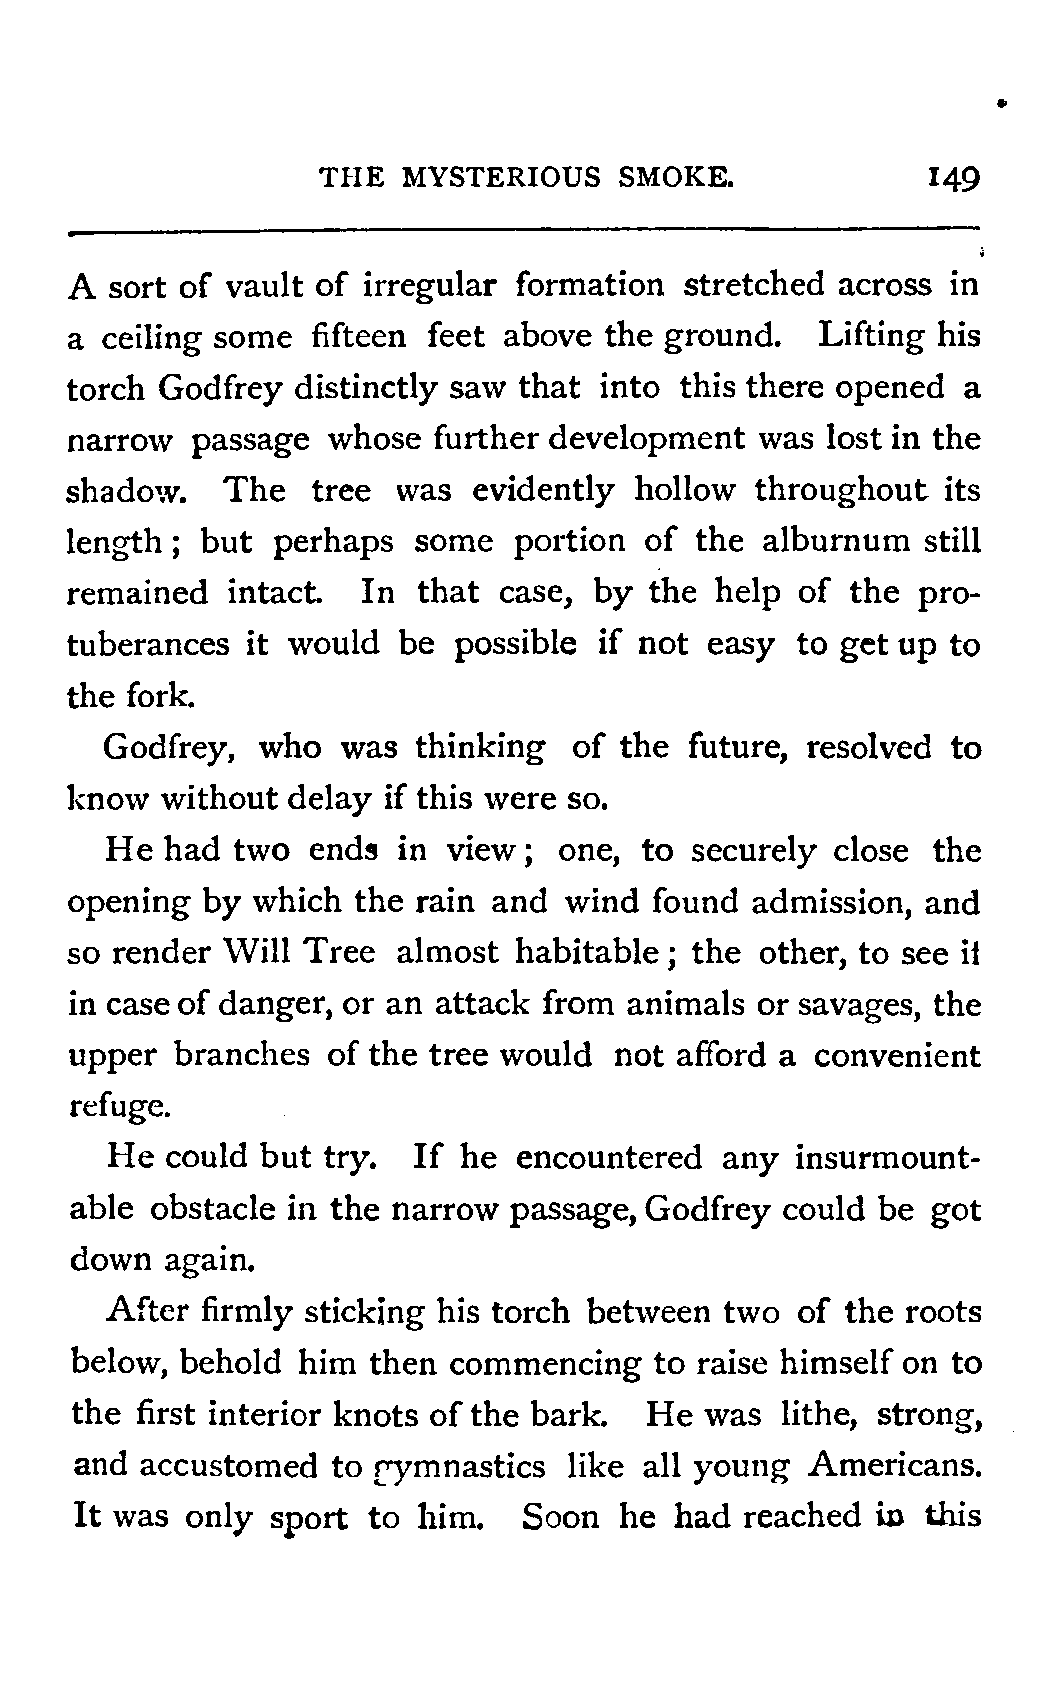 THE MYSTERIOUS SMOKE. 149
A sort of vault of irregular formation stretched across in
a ceiling some fifteen feet above the ground. Lifting his
torch Godfrey distinctly saw that into this there opened a
narrow passage whose further development was lost in the
shadow. The tree was evidently hollow throughout its
length; but perhaps some portion of the alburnum still
remained intact. In that case, by the help of the pro-
tuberances it would be possible if not easy to get up to
the fork.
Godfrey, who was thinking of the future, resolved to
know without delay if this were so.
He had two ends in view; one, to securely close the
opening by which the rain and wind found admission, and
so render Will Tree almost habitable; the other, to see if
in case of danger, or an attack from animals or savages, the
upper branches of the tree would not afford a convenient
refuge.
He could but try. If he encountered any insurmount-
able obstacle in the narrow passage, Godfrey could be got
down again.
After firmly sticking his torch between two of the roots
below, behold him then commencing to raise himself on to
the first interior knots of the bark. He was lithe, strong,
and accustomed to gymnastics like all young Americans.
It was only sport to him. Soon he had reached in this